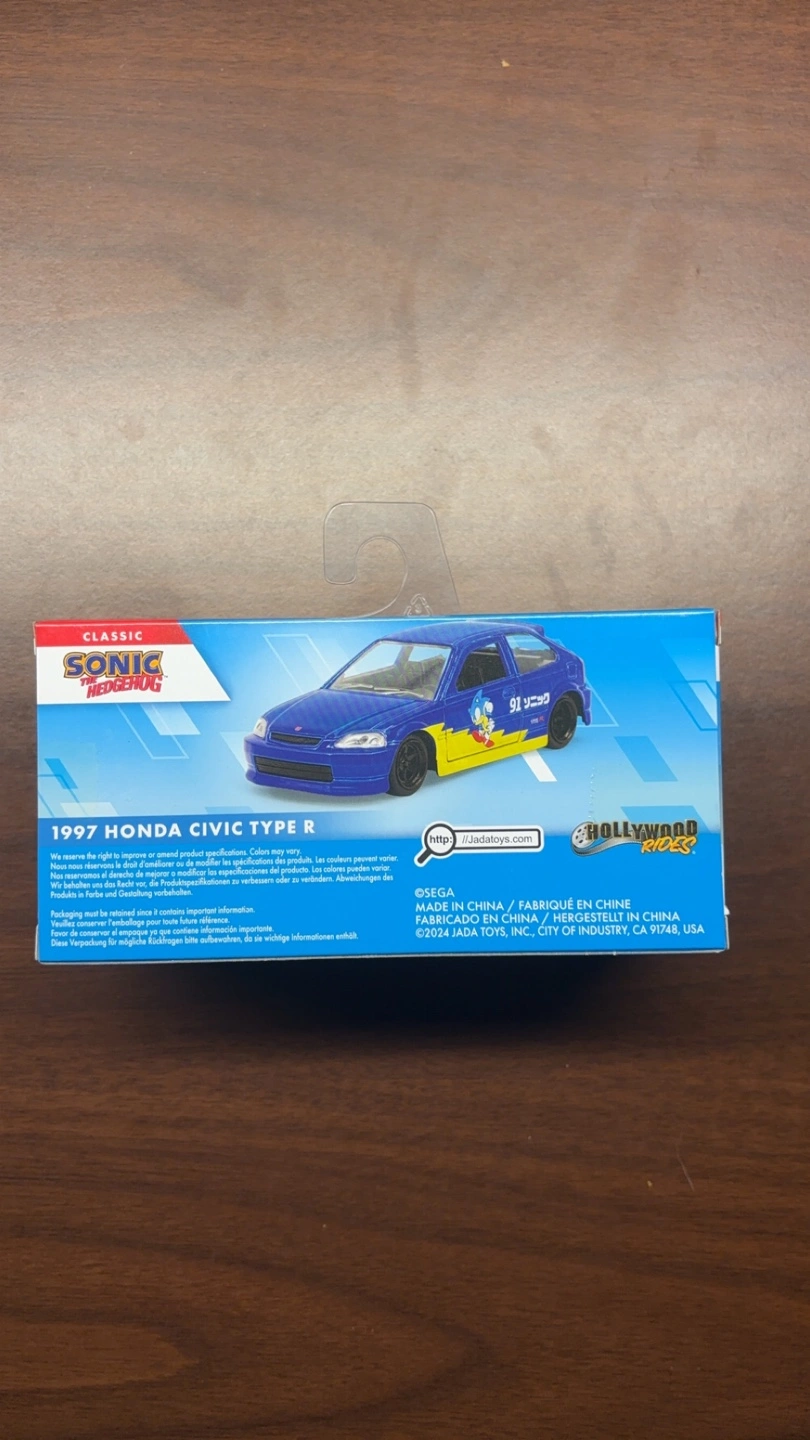 CLASSIC
SONIC
THE
HEDGEHOG
91 ソニック
1997 HONDA CIVIC TYPE R
http: //Jadatoys.com
HOLLYWOOD
RIDES
We reserve the right to improve or amend product specifications. Colors may vary.
Nous nous réservons le droit d'améliorer ou de modifier les spécifications des produits. Les couleurs peuvent varier.
Nos reservamos el derecho de mejorar o modificar las especificaciones del producto. Los colores pueden variar.
Wir behalten uns das Recht vor, die Produktspezifikationen zu verbessern oder zu verändern. Abweichungen des
Produkts in Farbe und Gestaltung vorbehalten.
Packaging must be retained since it contains important information.
Veuillez conserver l'emballage pour toute future référence.
Favor de conservar el empaque ya que contiene información importante.
Diese Verpackung für mögliche Rückfragen bitte aufbewahren, da sie wichtige Informationen enthält.
©SEGA
MADE IN CHINA / FABRIQUÉ EN CHINE
FABRICADO EN CHINA / HERGESTELLT IN CHINA
©2024 JADA TOYS, INC., CITY OF INDUSTRY, CA 91748, USA